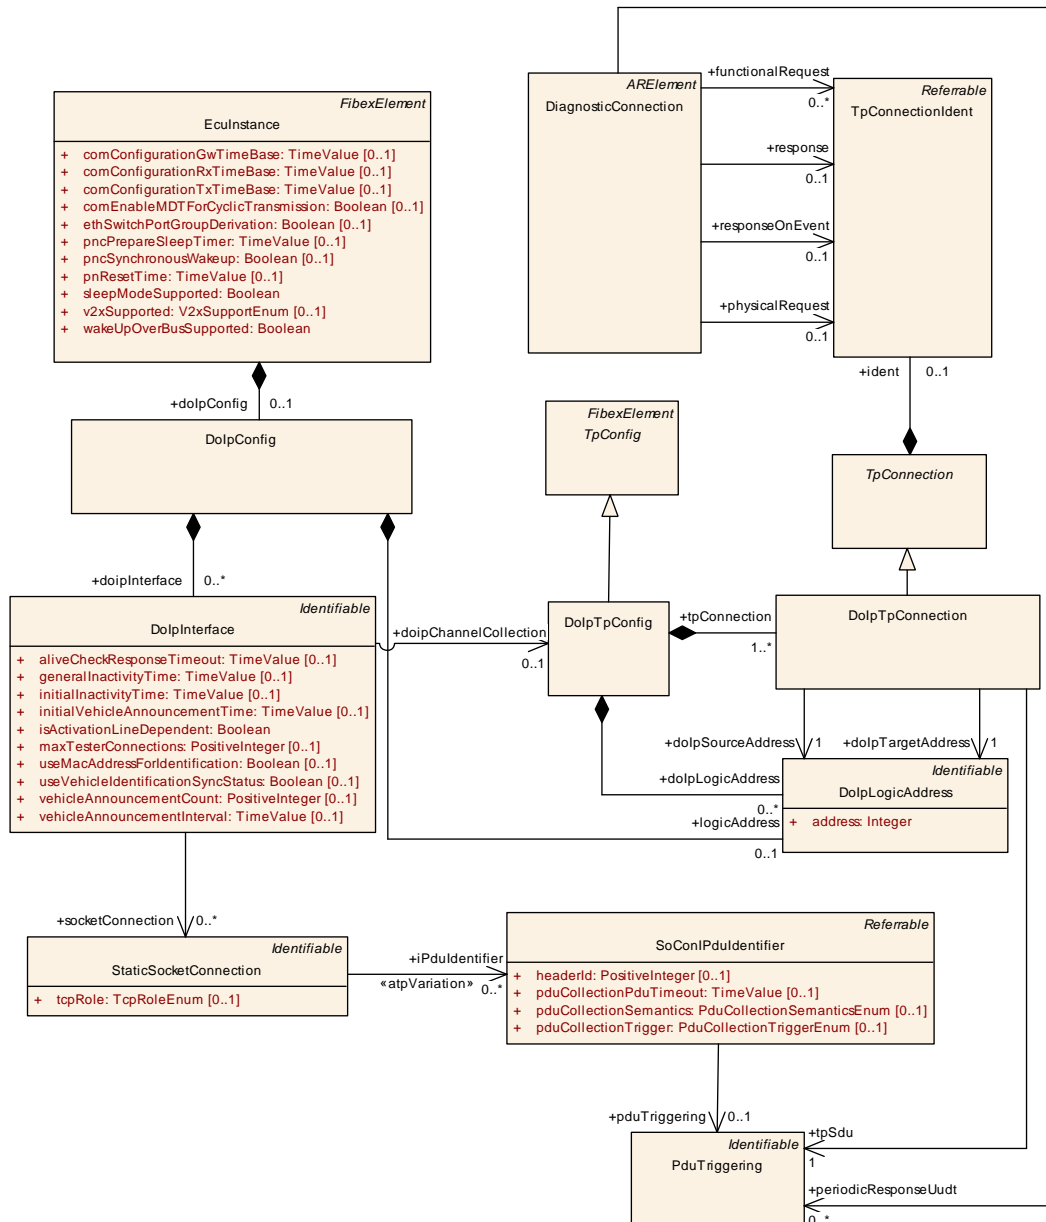 FibexElement
EcuInstance
+ comConfigurationGwTimeBase: TimeValue [0..1]
+ comConfigurationRxTimeBase: TimeValue [0..1]
+ comConfigurationTxTimeBase: TimeValue [0..1]
+ comEnableMDTForCyclicTransmission: Boolean [0..1]
+ ethSwitchPortGroupDerivation: Boolean [0..1]
+ pncPrepareSleepTimer: TimeValue [0..1]
+ pncSynchronousWakeup: Boolean [0..1]
+ pnResetTime: TimeValue [0..1]
+ sleepModeSupported: Boolean
+ v2xSupported: V2xSupportEnum [0..1]
+ wakeUpOverBusSupported: Boolean
ARElement
DiagnosticConnection
+functionalRequest
0..*
+response
0..1
+responseOnEvent
0..1
+physicalRequest
0..1
Referrable
TpConnectionIdent
+ident
0..1
+doIpConfig
0..1
DoIpConfig
FibexElement
TpConfig
TpConnection
+doipInterface
0..*
Identifiable
DoIpInterface
+ aliveCheckResponseTimeout: TimeValue [0..1]
+ generalInactivityTime: TimeValue [0..1]
+ initialInactivityTime: TimeValue [0..1]
+ initialVehicleAnnouncementTime: TimeValue [0..1]
+ isActivationLineDependent: Boolean
+ maxTesterConnections: PositiveInteger [0..1]
+ useMacAddressForIdentification: Boolean [0..1]
+ useVehicleIdentificationSyncStatus: Boolean [0..1]
+ vehicleAnnouncementCount: PositiveInteger [0..1]
+ vehicleAnnouncementInterval: TimeValue [0..1]
+doipChannelCollection
0..1
DoIpTpConfig
+tpConnection
1..*
DoIpTpConnection
+doIpSourceAddress
1
+doIpTargetAddress
1
+doIpLogicAddress
0..*
+logicAddress
0..1
Identifiable
DoIpLogicAddress
+ address: Integer
+socketConnection
0..*
Identifiable
StaticSocketConnection
+ tcpRole: TcpRoleEnum [0..1]
+iPduIdentifier
«atpVariation»
0..*
Referrable
SoConIPduIdentifier
+ headerId: PositiveInteger [0..1]
+ pduCollectionPduTimeout: TimeValue [0..1]
+ pduCollectionSemantics: PduCollectionSemanticsEnum [0..1]
+ pduCollectionTrigger: PduCollectionTriggerEnum [0..1]
+pduTriggering
0..1
Identifiable
PduTriggering
+tpSdu
1
+periodicResponseUudt
0..*